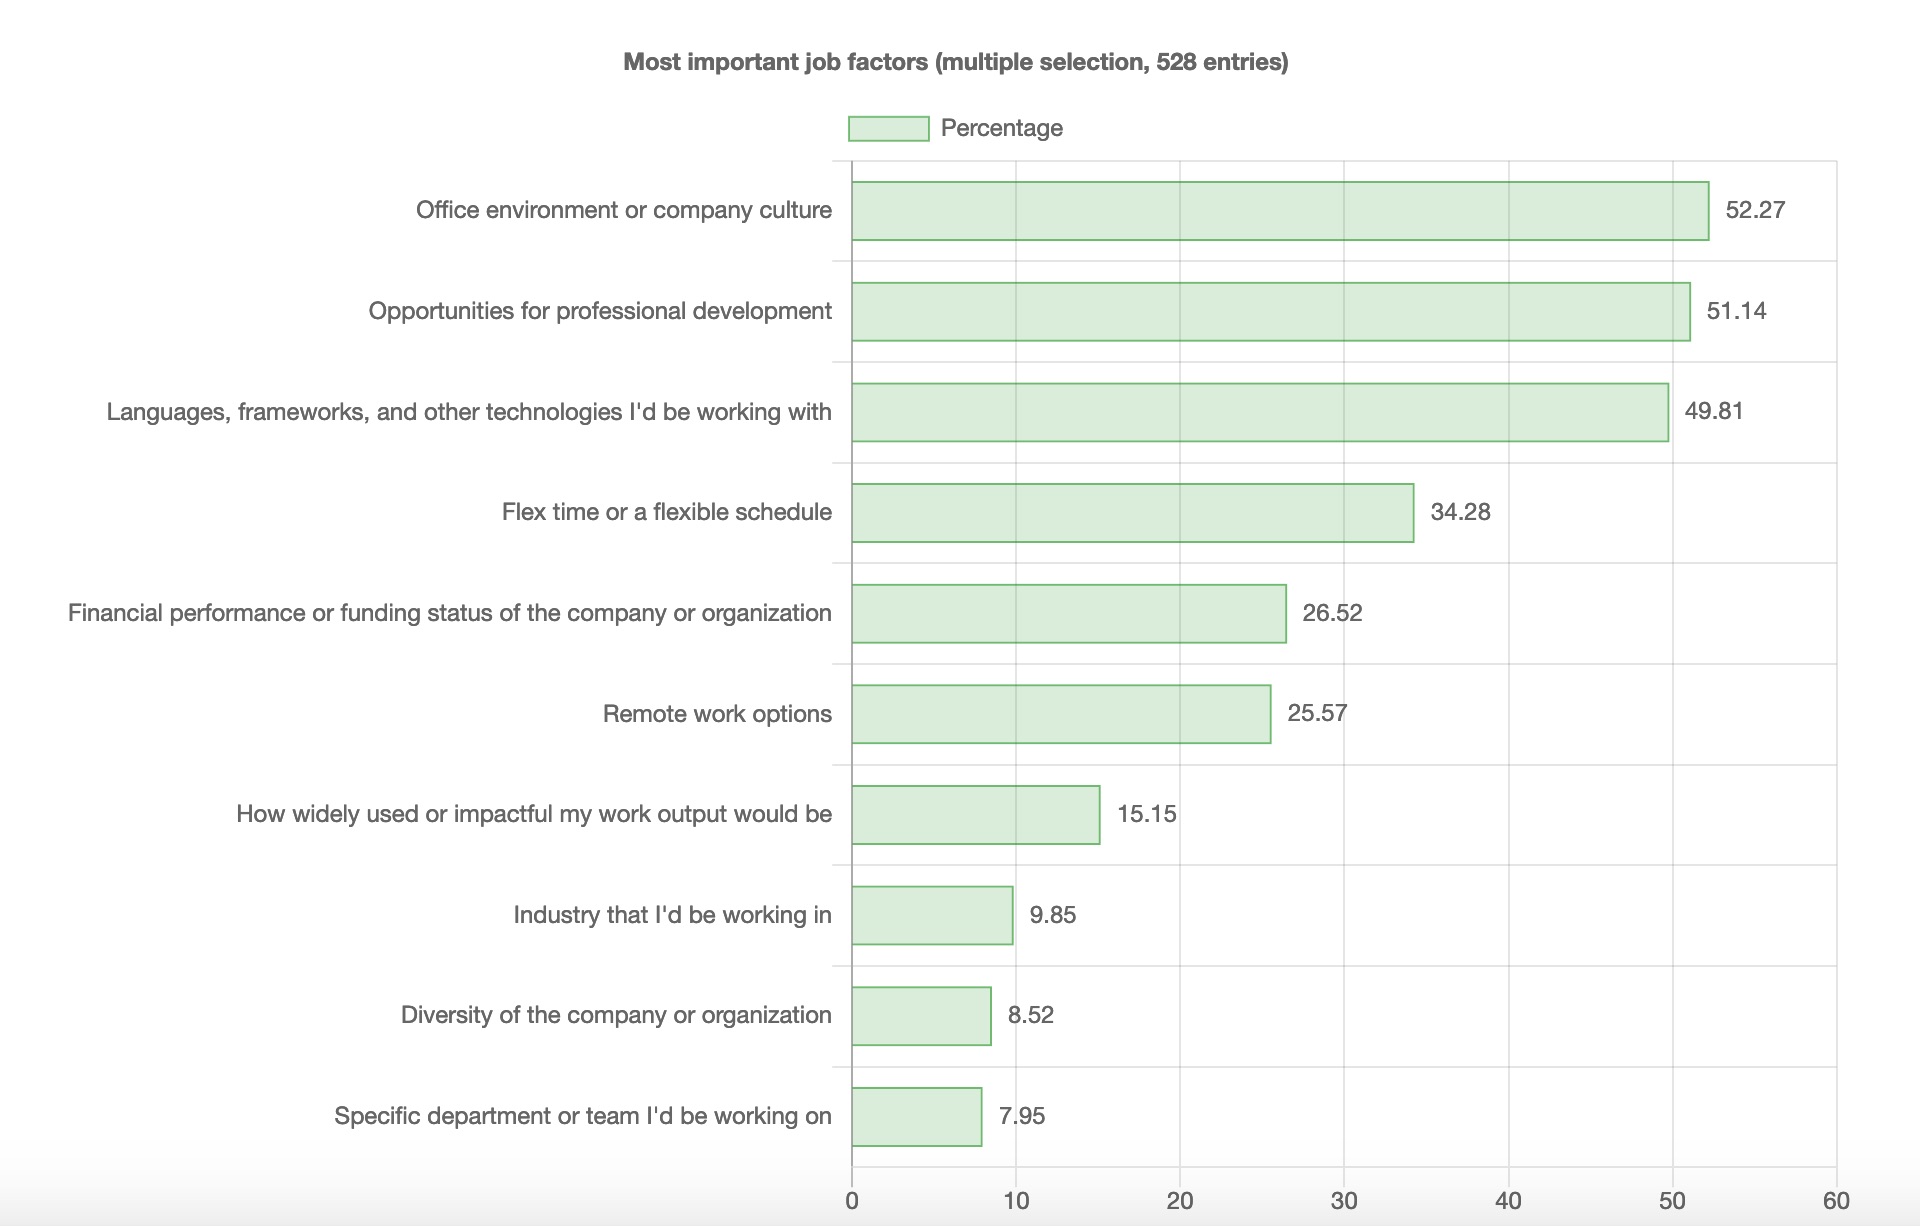 Most important job factors (multiple selection, 528 entries)
Percentage
Office environment or company culture 52.27
Opportunities for professional development 51.14
Languages, frameworks, and other technologies I'd be working with 49.81
Flex time or a flexible schedule 34.28
Financial performance or funding status of the company or organization 26.52
Remote work options 25.57
How widely used or impactful my work output would be 15.15
Industry that I'd be working in 9.85
Diversity of the company or organization 8.52
Specific department or team I'd be working on 7.95
0 10 20 30 40 50 60